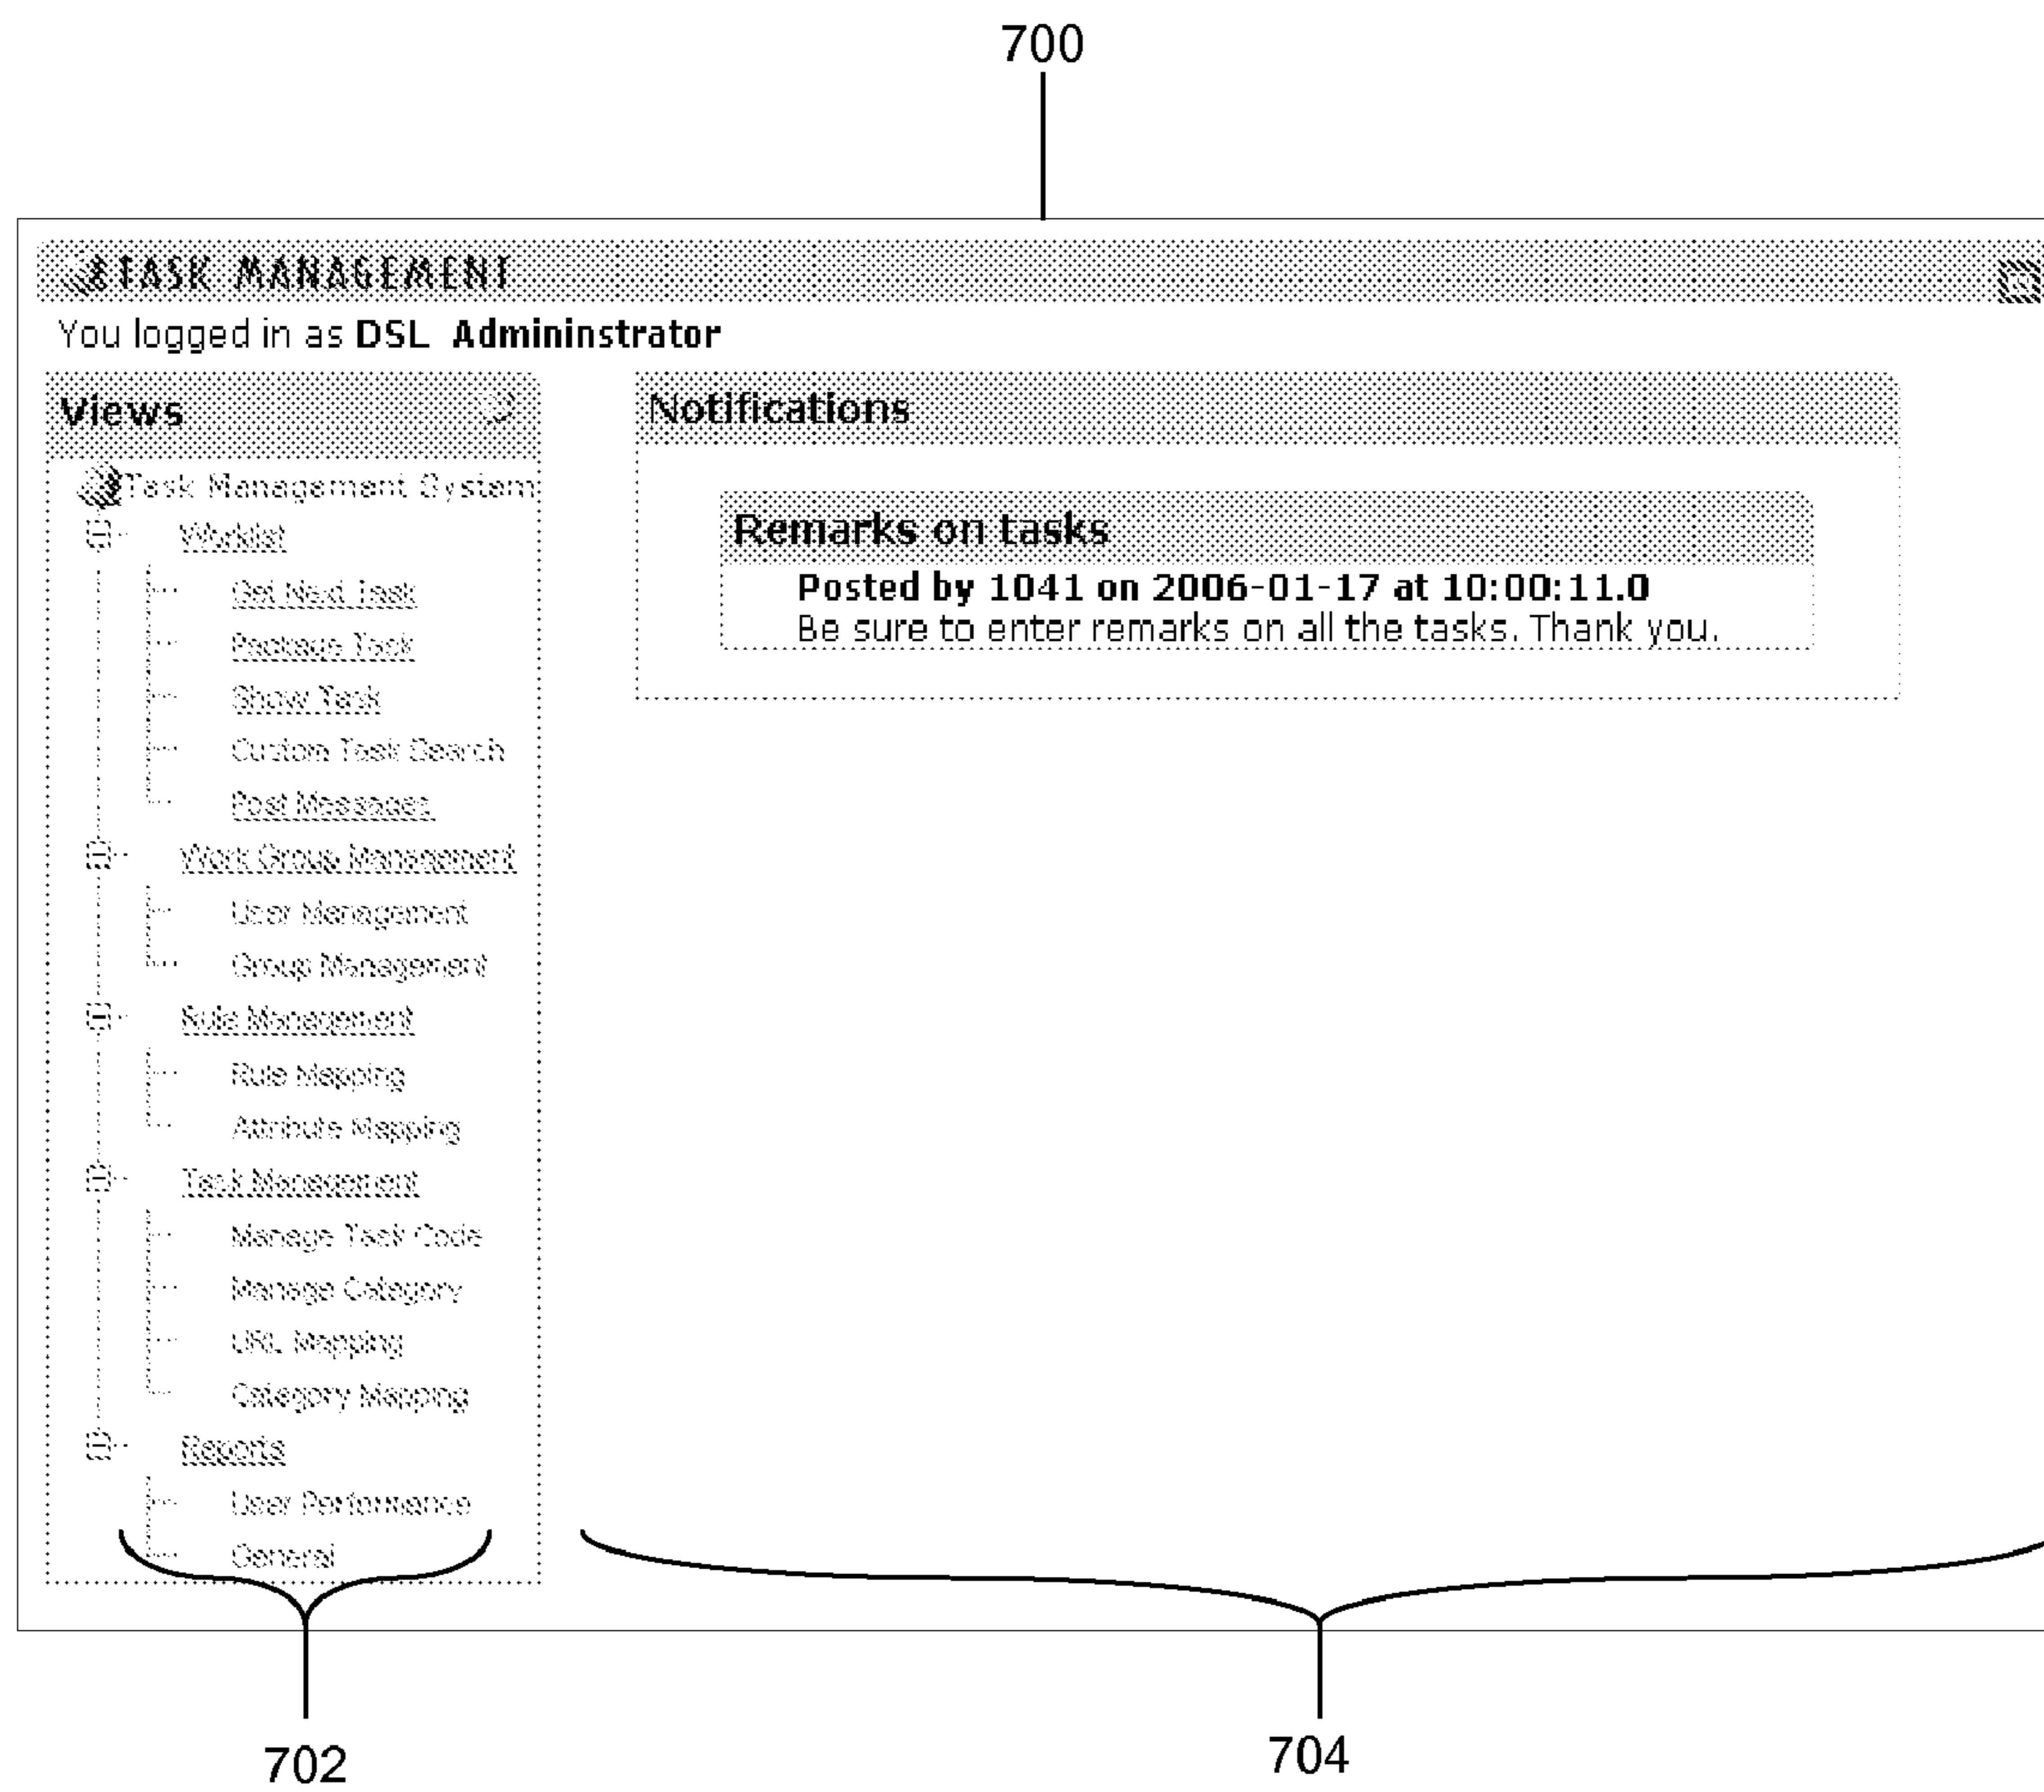 700
TASK MANAGEMENT
You logged in as DSL Admininstrator
Views
Task Management System
Worklist
Get Next Task
Package Task
Show Task
Custom Task Search
Post Messages
Work Group Management
User Management
Group Management
Rule Management
Rule Mapping
Attribute Mapping
Task Management
Manage Task Code
Manage Category
URL Mapping
Category Mapping
Reports
User Performance
General
Notifications
Remarks on tasks
Posted by 1041 on 2006-01-17 at 10:00:11.0
Be sure to enter remarks on all the tasks. Thank you.
702
704